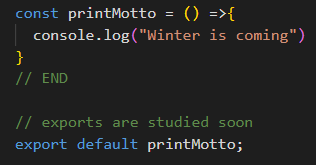 const printMotto = () =>{
  console.log("Winter is coming")
}
// END

// exports are studied soon
export default printMotto;